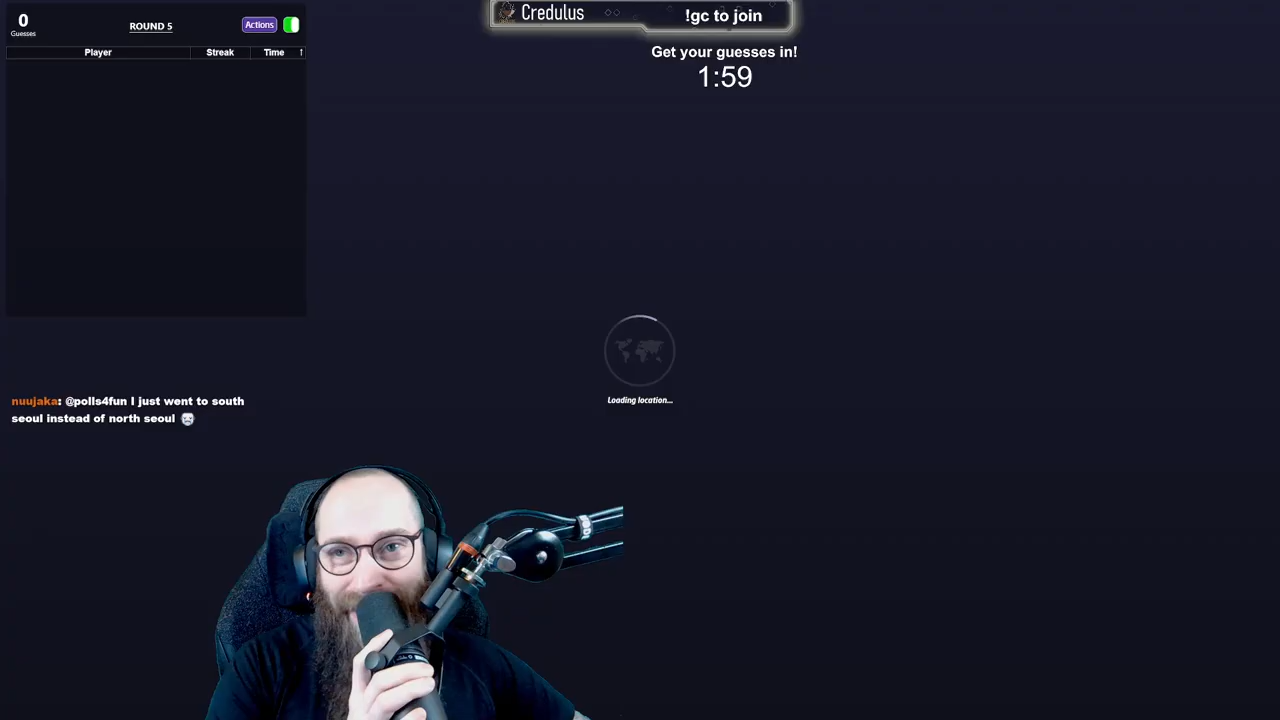 0
Guesses
ROUND 5
Actions
Player Streak Time ↑
Credulus
!gc to join
Get your guesses in!
1:59
Loading location...
nuujaka: @polls4fun I just went to south
seoul instead of north seoul